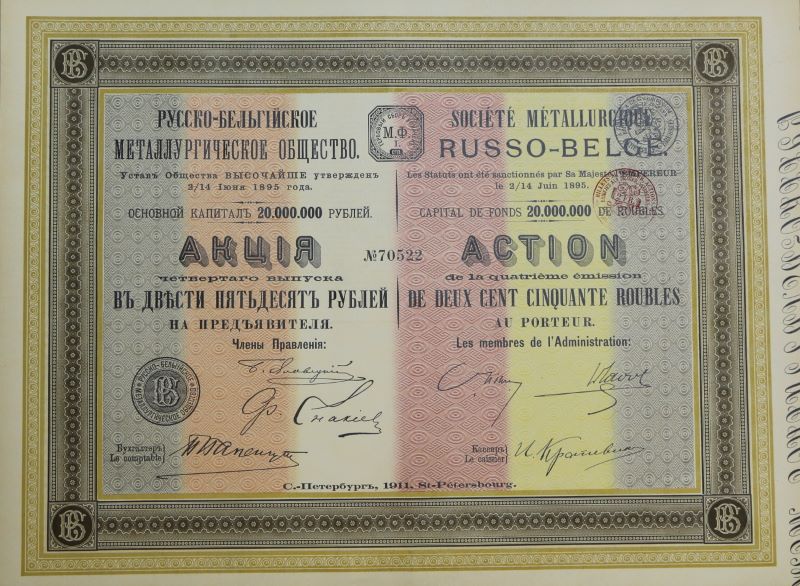 РУССКО-БЕЛЬГІЙСКОЕ
МЕТАЛЛУРГИЧЕСКОЕ ОБЩЕСТВО.
Уставъ Общества ВЫСОЧАЙШЕ утвержден
2/14 Іюня 1895 года.
ОСНОВНОЙ КАПИТАЛЪ 20.000.000 РУБЛЕЙ.
АКЦІЯ
четвертаго выпуска
ВЪ ДВѢСТИ ПЯТЬДЕСЯТЪ РУБЛЕЙ
НА ПРЕДЪЯВИТЕЛЯ.
Члены Правленія:
Бухгалтеръ
Le comptable
М.Ф.
1.
№70522
SOCIÉTÉ MÉTALLURGIQUE
RUSSO-BELGE.
Les Statuts ont été sanctionnés par Sa Majesté l'EMPEREUR
le 2/14 Juin 1895.
CAPITAL DE FONDS 20.000.000 DE ROUBLES.
ACTION
de la quatrième émission
DE DEUX CENT CINQUANTE ROUBLES
AU PORTEUR.
Les membres de l'Administration:
Кассиръ
Le caissier
С.-Петербургъ, 1911, St-Pétersbourg.